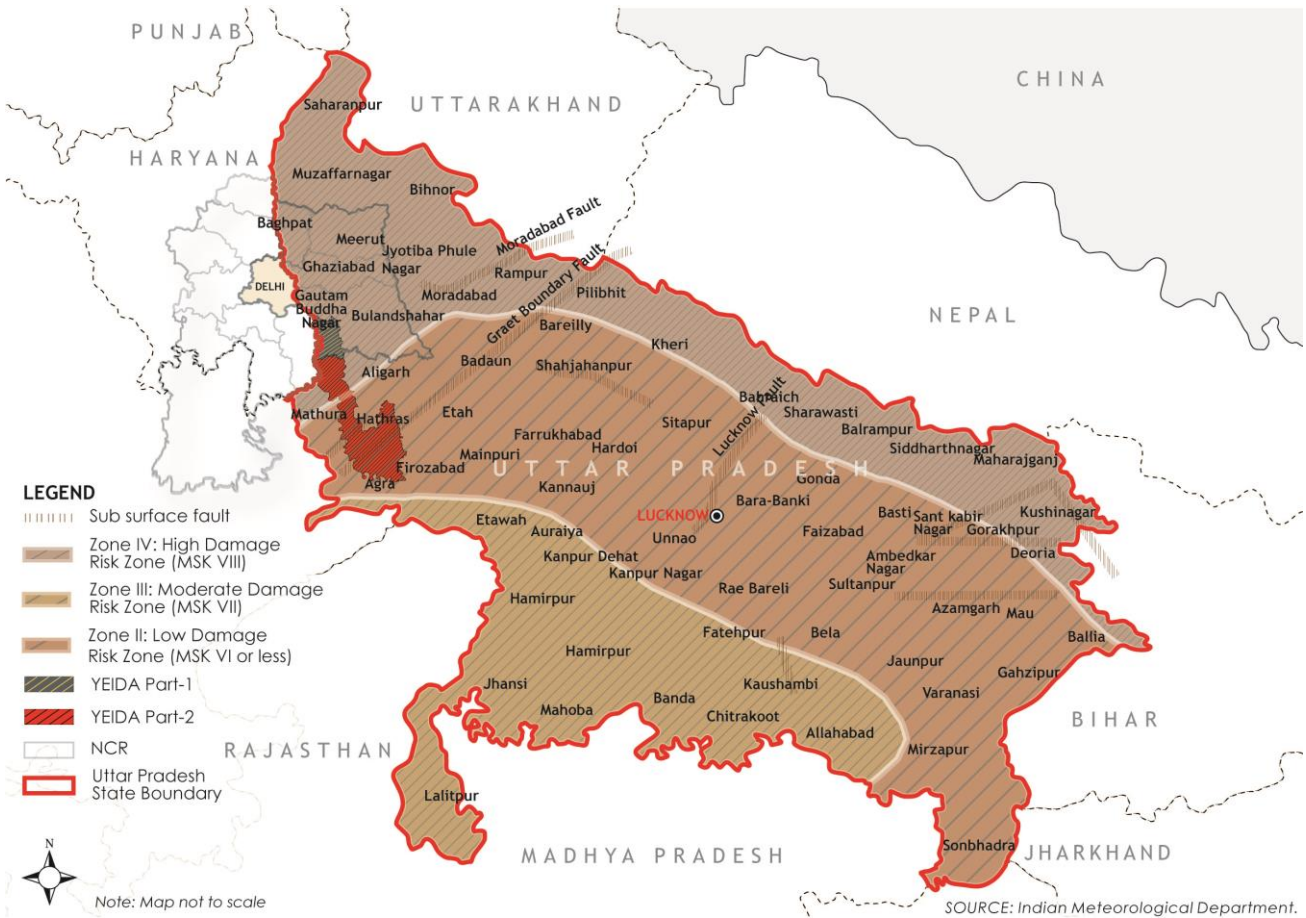 PUNJAB
CHINA
Saharanpur
UTTARAKHAND
HARYANA
Muzaffarnagar
Bihnor
Moradabad Fault
Baghpat
Meerut
Jyotiba Phule
Nagar
Ghaziabad
Rampur
Graet Boundary Fault
DELHI
Gautam
Buddha
Nagar
Moradabad
Pilibhit
Bulandshahar
NEPAL
Bareilly
Kheri
Badaun
Shahjahanpur
Aligarh
Babraich
Lucknow Fault
Mathura
Hathras
Etah
Sitapur
Sharawasti
Balrampur
Farrukhabad
Hardoi
Siddharthnagar
Mainpuri
Maharajganj
Firozabad
UTTAR PRADESH
Agra
Kannauj
Gonda
Bara-Banki
LUCKNOW
Etawah
Auraiya
Unnao
Faizabad
Basti
Sant kabir
Nagar
Gorakhpur
Kushinagar
Deoria
Kanpur Dehat
Kanpur Nagar
Ambedkar
Nagar
Sultanpur
Rae Bareli
Hamirpur
Azamgarh
Mau
Fatehpur
Bela
Ballia
Hamirpur
Jaunpur
Gahzipur
Jhansi
Kaushambi
Varanasi
Banda
Mahoba
Chitrakoot
BIHAR
Allahabad
RAJASTHAN
Mirzapur
Lalitpur
Sonbhadra
MADHYA PRADESH
JHARKHAND
LEGEND
Sub surface fault
Zone IV: High Damage
Risk Zone (MSK VIII)
Zone III: Moderate Damage
Risk Zone (MSK VII)
Zone II: Low Damage
Risk Zone (MSK VI or less)
YEIDA Part-1
YEIDA Part-2
NCR
Uttar Pradesh
State Boundary
N
Note: Map not to scale
SOURCE: Indian Meteorological Department.